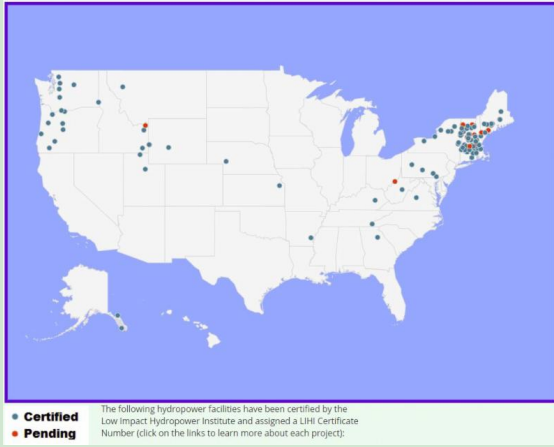 Certified
Pending
The following hydropower facilities have been certified by the
Low Impact Hydropower Institute and assigned a LIHI Certificate
Number (click on the links to learn more about each project):